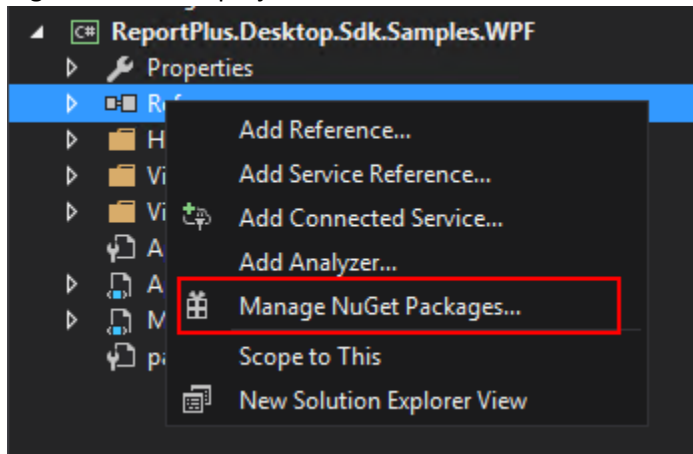 C# ReportPlus.Desktop.Sdk.Samples.WPF
Properties
Add Reference...
Add Service Reference...
Add Connected Service...
Add Analyzer...
Manage NuGet Packages...
Scope to This
New Solution Explorer View